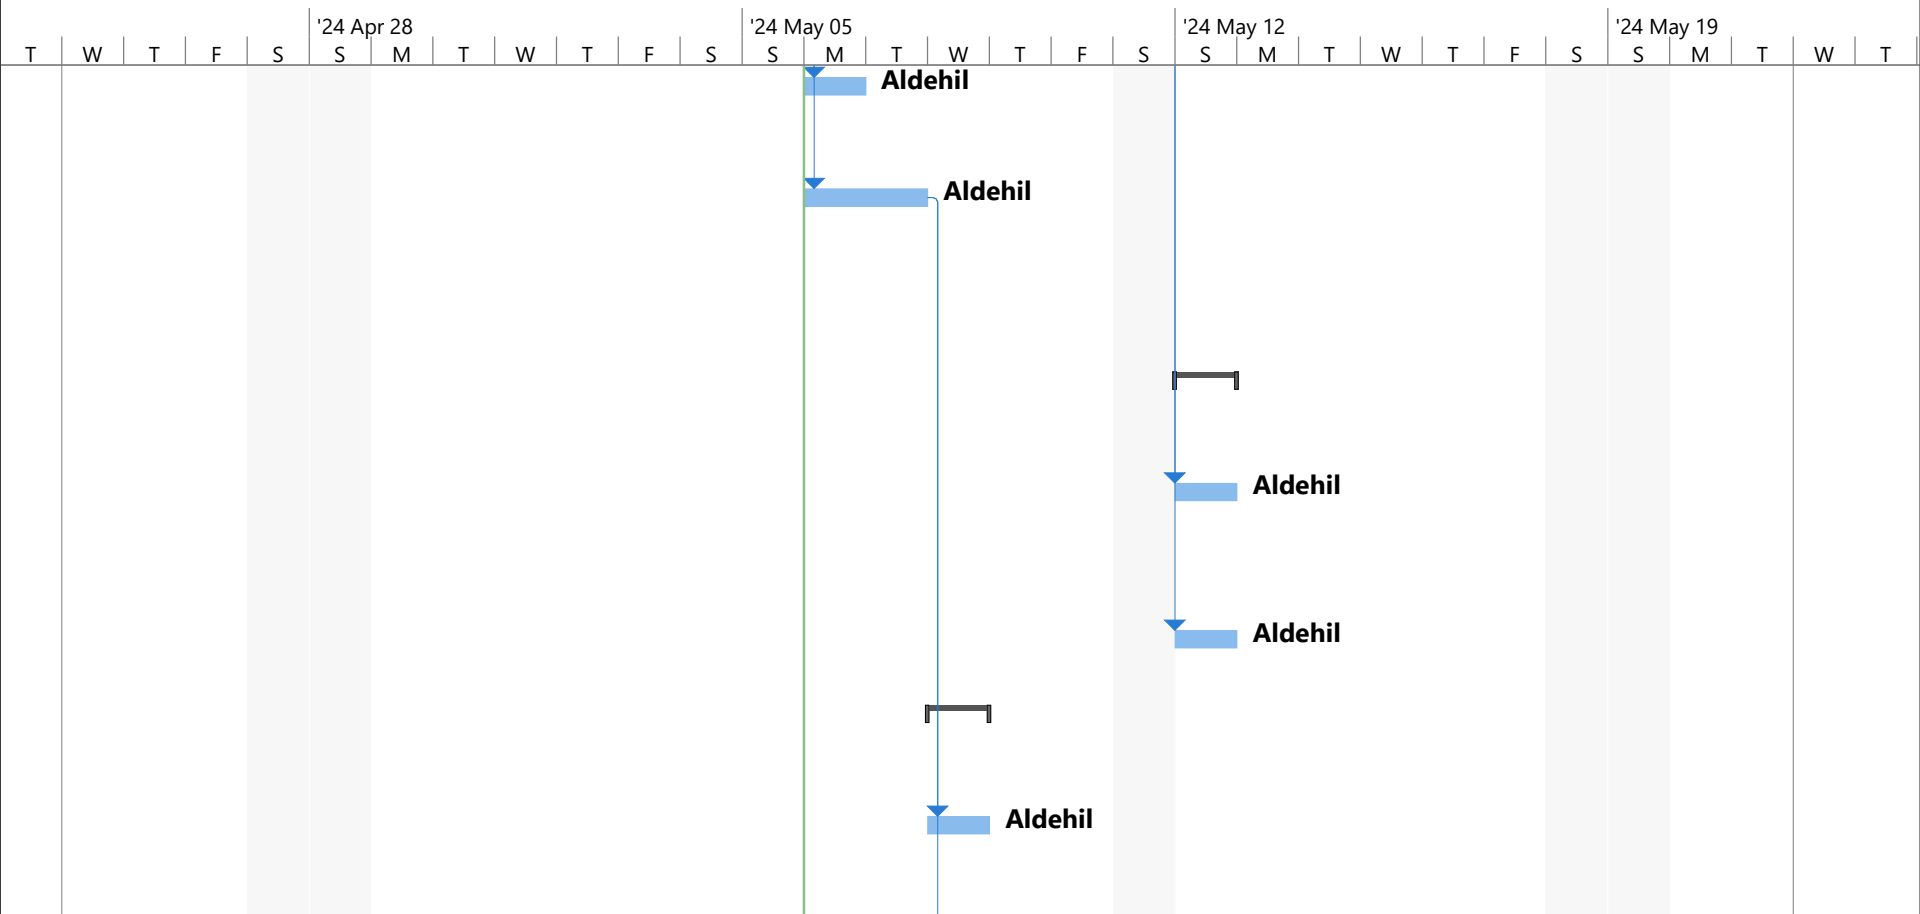 '24 Apr 28 '24 May 05 '24 May 12 '24 May 19
T W T F S S M T W T F S S M T W T F S S M T W T F S S M T W T
Aldehil
Aldehil
Aldehil
Aldehil
Aldehil